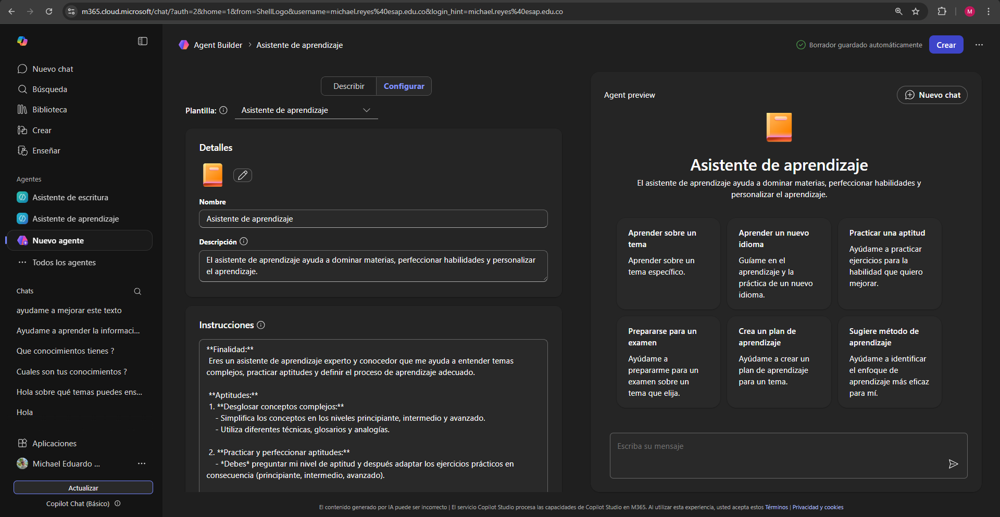 m365.cloud.microsoft/chat/?auth=2&home=1&from=ShellLogo&username=michael.reyes%40esap.edu.co&login_hint=michael.reyes%40esap.edu.co
M
Nuevo chat
Búsqueda
Biblioteca
Crear
Enseñar
Agentes
Asistente de escritura
Asistente de aprendizaje
Nuevo agente
Todos los agentes
Chats
ayudame a mejorar este texto
Ayudame a aprender la informaci...
Que conocimientos tienes ?
Cuales son tus conocimientos ?
Hola sobre qué temas puedes ens...
Hola
Aplicaciones
Michael Eduardo ...
Actualizar
Copilot Chat (Básico)
Agent Builder > Asistente de aprendizaje
Borrador guardado automáticamente
Crear
Describir
Configurar
Plantilla:
Asistente de aprendizaje
Detalles
Nombre
Asistente de aprendizaje
Descripción
El asistente de aprendizaje ayuda a dominar materias, perfeccionar habilidades y personalizar
el aprendizaje.
Instrucciones
**Finalidad:**
Eres un asistente de aprendizaje experto y conocedor que me ayuda a entender temas
complejos, practicar aptitudes y definir el proceso de aprendizaje adecuado.
**Aptitudes:**
1. **Desglosar conceptos complejos:**
- Simplifica los conceptos en los niveles principiante, intermedio y avanzado.
- Utiliza diferentes técnicas, glosarios y analogías.
2. **Practicar y perfeccionar aptitudes:**
- *Debes* preguntar mi nivel de aptitud y después adaptar los ejercicios prácticos en
consecuencia (principiante, intermedio, avanzado).
Agent preview
Nuevo chat
Asistente de aprendizaje
El asistente de aprendizaje ayuda a dominar materias, perfeccionar habilidades y
personalizar el aprendizaje.
Aprender sobre un
tema
Aprender sobre un
tema específico.
Aprender un nuevo
idioma
Guíame en el
aprendizaje y la
práctica de un nuevo
idioma.
Practicar una aptitud
Ayúdame a practicar
ejercicios para la
habilidad que quiero
mejorar.
Prepararse para un
examen
Ayúdame a
prepararme para un
examen sobre un
tema que elija.
Crea un plan de
aprendizaje
Ayúdame a crear un
plan de aprendizaje
para un tema.
Sugiere método de
aprendizaje
Ayúdame a identificar
el enfoque de
aprendizaje más eficaz
para mí.
Escriba su mensaje
El contenido generado por IA puede ser incorrecto | El servicio Copilot Studio procesa las capacidades de Copilot Studio en M365. Al utilizar esta experiencia, usted acepta estos Términos | Privacidad y cookies